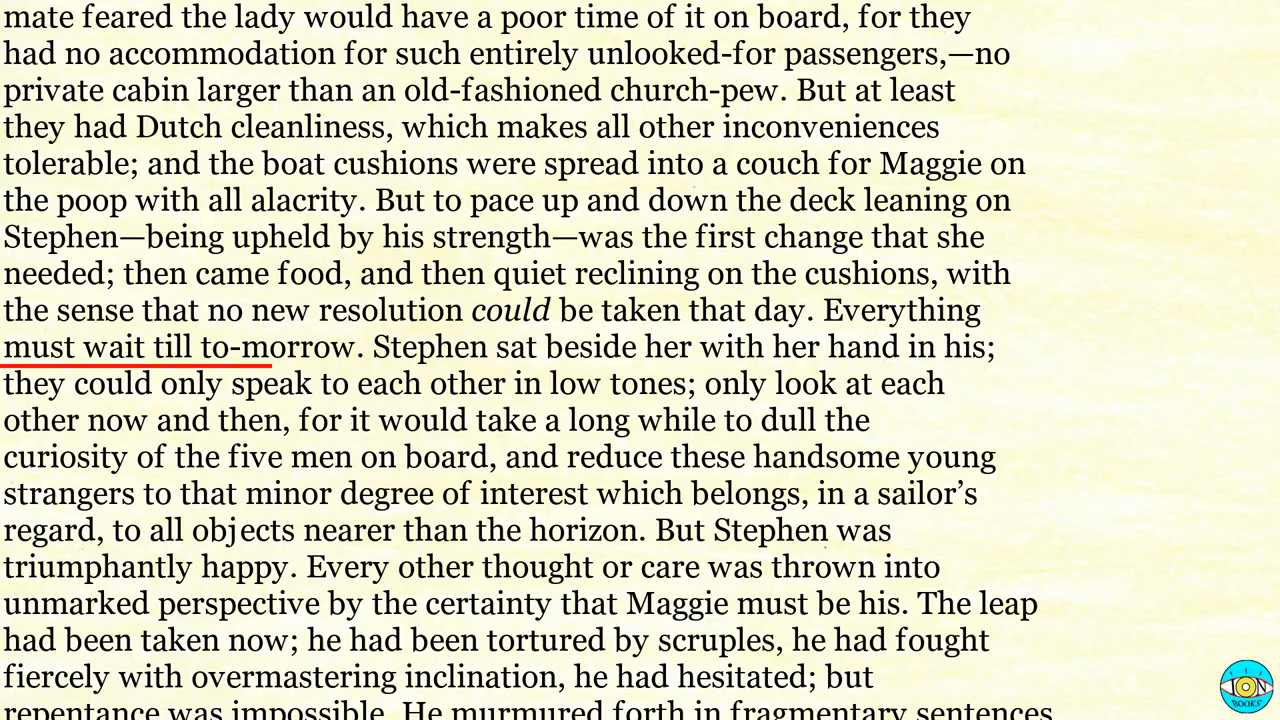 mate feared the lady would have a poor time of it on board, for they
had no accommodation for such entirely unlooked-for passengers,—no
private cabin larger than an old-fashioned church-pew. But at least
they had Dutch cleanliness, which makes all other inconveniences
tolerable; and the boat cushions were spread into a couch for Maggie on
the poop with all alacrity. But to pace up and down the deck leaning on
Stephen—being upheld by his strength—was the first change that she
needed; then came food, and then quiet reclining on the cushions, with
the sense that no new resolution could be taken that day. Everything
must wait till to-morrow. Stephen sat beside her with her hand in his;
they could only speak to each other in low tones; only look at each
other now and then, for it would take a long while to dull the
curiosity of the five men on board, and reduce these handsome young
strangers to that minor degree of interest which belongs, in a sailor’s
regard, to all objects nearer than the horizon. But Stephen was
triumphantly happy. Every other thought or care was thrown into
unmarked perspective by the certainty that Maggie must be his. The leap
had been taken now; he had been tortured by scruples, he had fought
fiercely with overmastering inclination, he had hesitated; but
repentance was impossible. He murmured forth in fragmentary sentences
ION
BOOKS